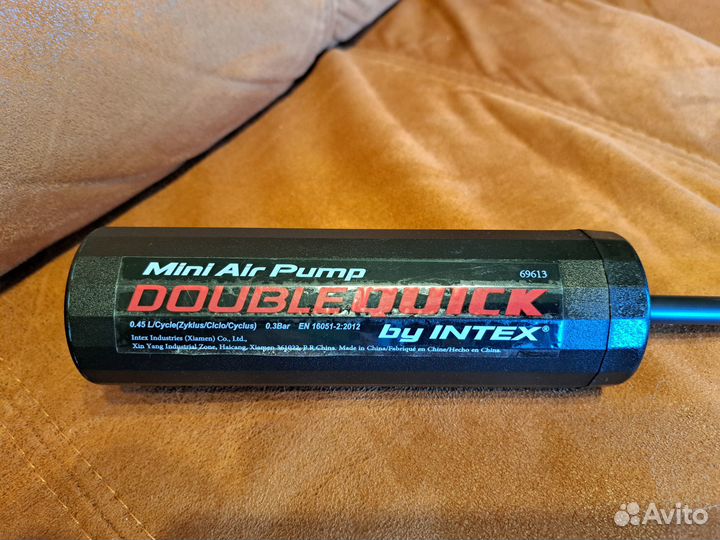 Mini Air Pump 69613
DOUBLE QUICK
0.45 L/Cycle(Zyklus/Ciclo/Cyclus) 0.3Bar EN 16051-2:2012
by INTEX®
Intex Industries (Xiamen) Co., Ltd.,
Xin Yang Industrial Zone, Haicang, Xiamen 361022, P.R.China. Made in China/Fabriqué en Chine/Hecho en China.
Avito